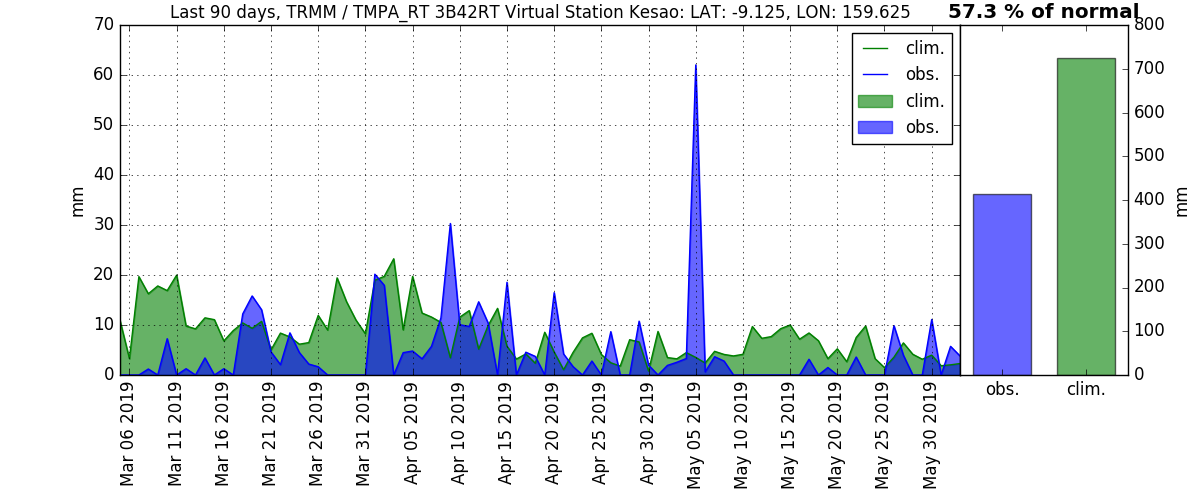 Last 90 days, TRMM / TMPA_RT 3B42RT Virtual Station Kesao: LAT: -9.125, LON: 159.625
57.3 % of normal
70
60
50
40
30
20
10
0
mm
clim.
obs.
clim.
obs.
800
700
600
500
400
300
200
100
0
mm
Mar 06 2019
Mar 11 2019
Mar 16 2019
Mar 21 2019
Mar 26 2019
Mar 31 2019
Apr 05 2019
Apr 10 2019
Apr 15 2019
Apr 20 2019
Apr 25 2019
Apr 30 2019
May 05 2019
May 10 2019
May 15 2019
May 20 2019
May 25 2019
May 30 2019
obs.
clim.